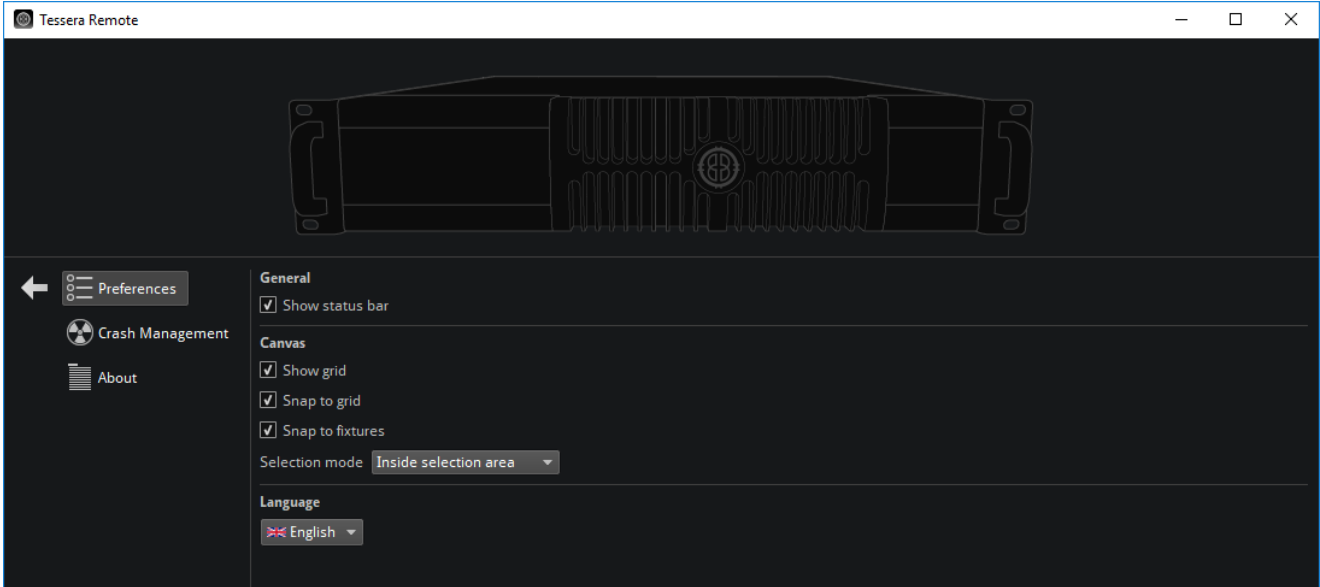 Tessera Remote
Preferences
Crash Management
About
General
Show status bar
Canvas
Show grid
Snap to grid
Snap to fixtures
Selection mode Inside selection area
Language
English